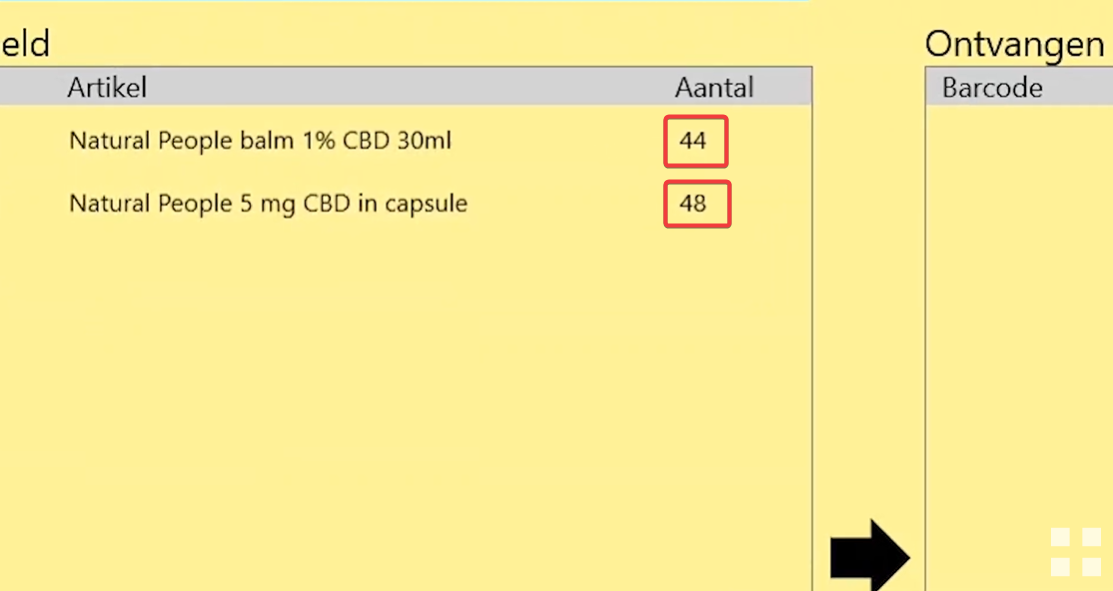 eld
Artikel Aantal
Natural People balm 1% CBD 30ml 44
Natural People 5 mg CBD in capsule 48
Ontvangen
Barcode